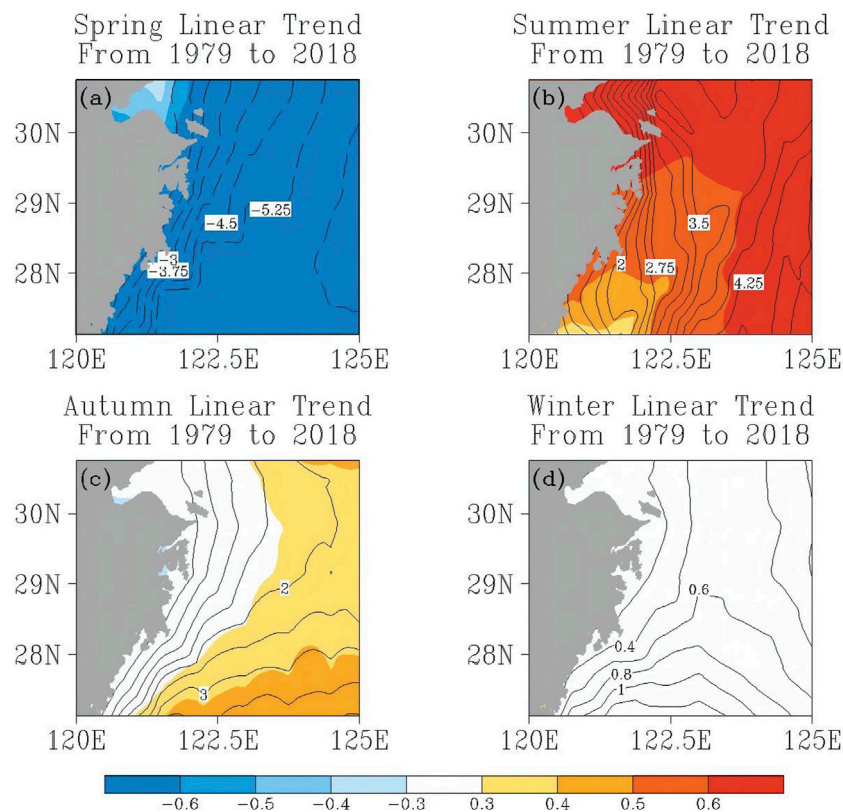 Spring Linear Trend
From 1979 to 2018
Summer Linear Trend
From 1979 to 2018
(a)
30N
29N
28N
-5.25
-4.5
-3
-3.75
120E 122.5E 125E
(b)
30N
29N
28N
3.5
2
2.75
4.25
120E 122.5E 125E
Autumn Linear Trend
From 1979 to 2018
Winter Linear Trend
From 1979 to 2018
(c)
30N
29N
28N
2
3
120E 122.5E 125E
(d)
30N
29N
28N
0.6
0.4
0.8
1
120E 122.5E 125E
-0.6 -0.5 -0.4 -0.3 0.3 0.4 0.5 0.6